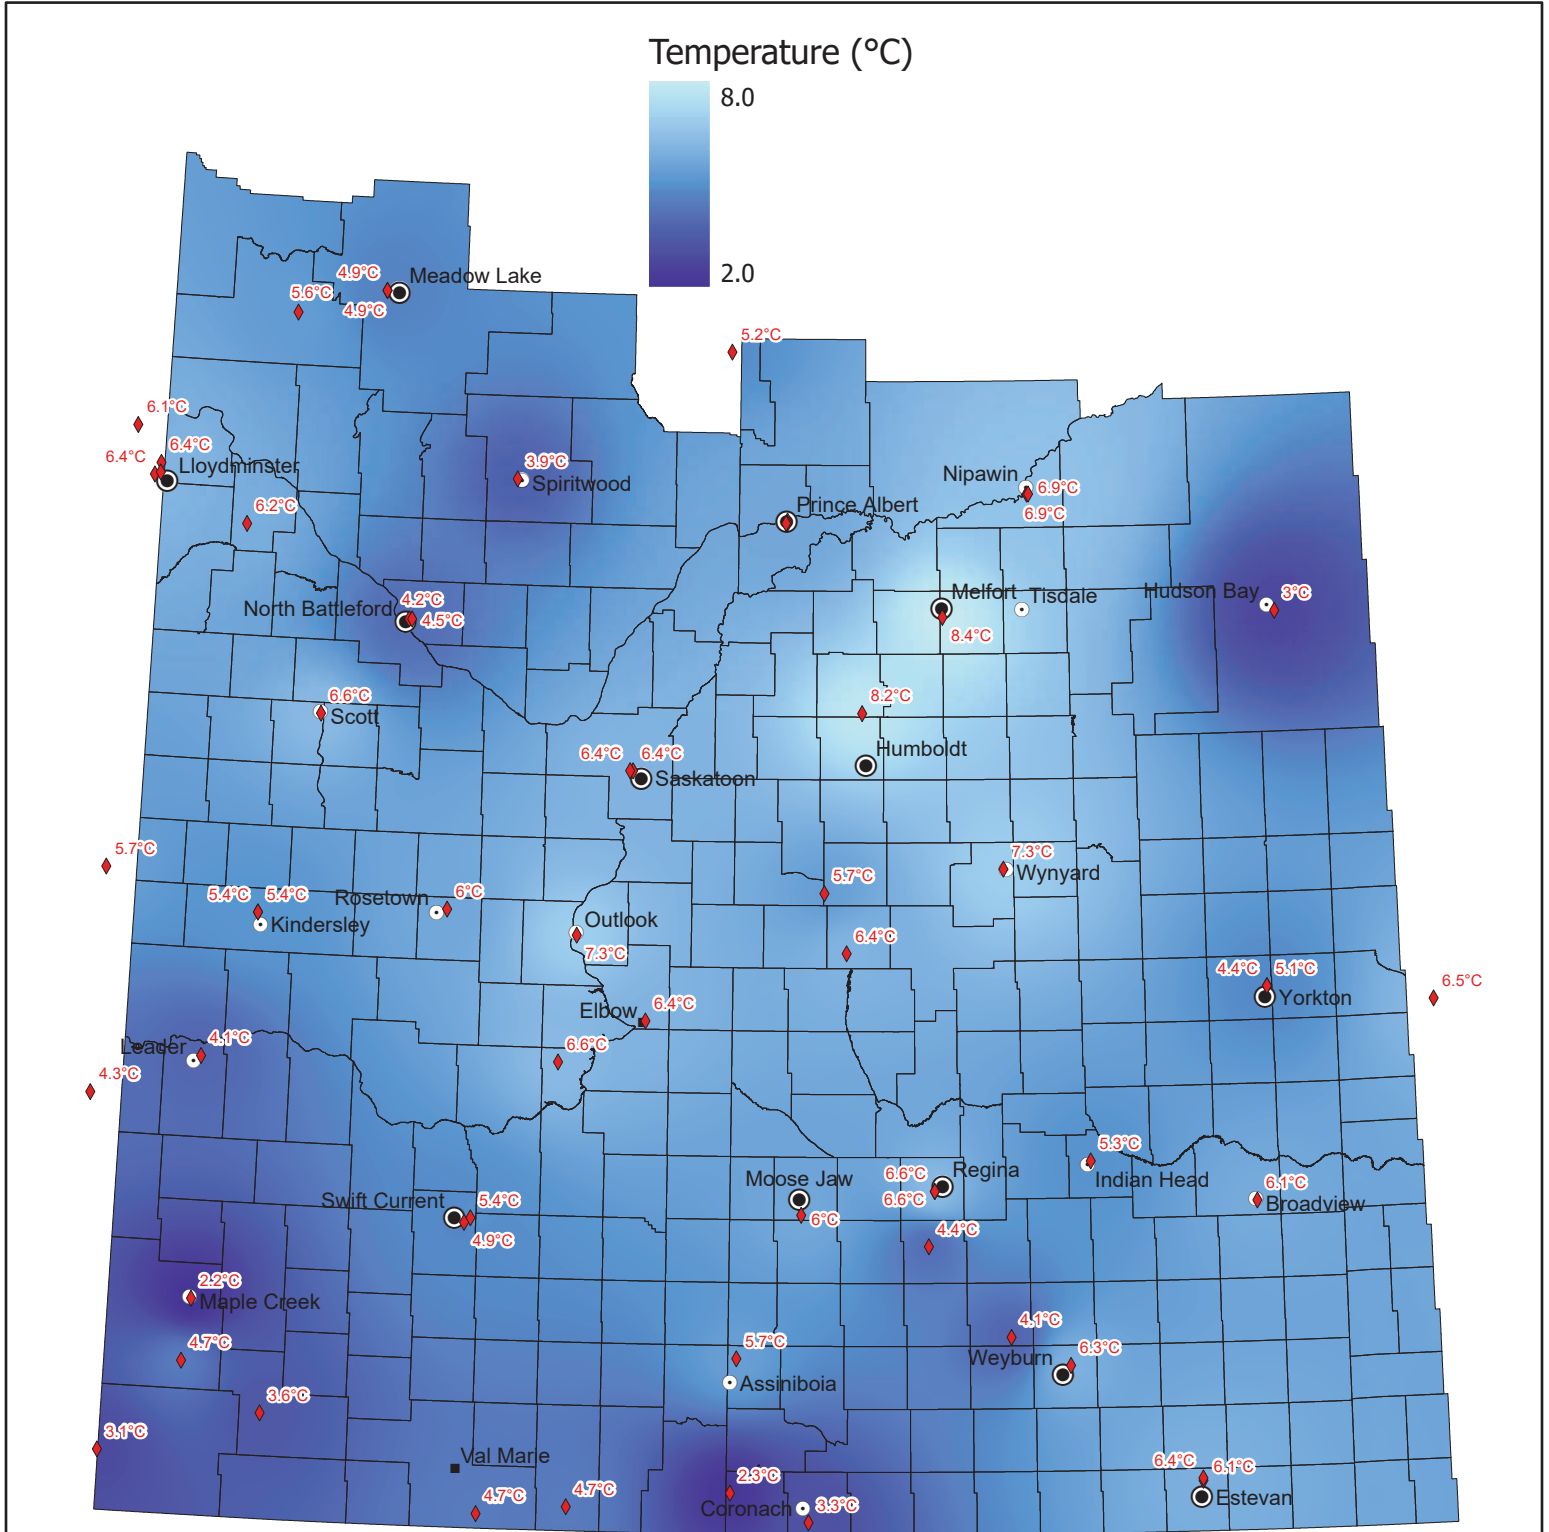 Temperature (°C)
8.0
2.0
4.9°C
Meadow Lake
5.6°C
4.9°C
5.2°C
6.1°C
6.4°C
6.4°C
Lloydminster
3.9°C
Spiritwood
Nipawin
6.9°C
6.9°C
6.2°C
Prince Albert
North Battleford
4.2°C
4.5°C
Melfort
Tisdale
8.4°C
Hudson Bay
3°C
6.6°C
Scott
8.2°C
Humboldt
6.4°C
6.4°C
Saskatoon
5.7°C
5.7°C
7.3°C
Wynyard
5.4°C
5.4°C
Kindersley
Rosetown
6°C
Outlook
7.3°C
6.4°C
4.4°C
5.1°C
Yorkton
6.5°C
Elbow
6.4°C
Leader
4.1°C
4.3°C
6.6°C
5.3°C
Indian Head
Moose Jaw
6°C
6.6°C
6.6°C
Regina
6.1°C
Broadview
Swift Current
5.4°C
4.9°C
4.4°C
2.2°C
Maple Creek
4.7°C
4.1°C
Weyburn
6.3°C
5.7°C
Assiniboia
3.6°C
3.1°C
Val Marie
4.7°C
4.7°C
2.3°C
Coronach
3.3°C
6.4°C
6.1°C
Estevan